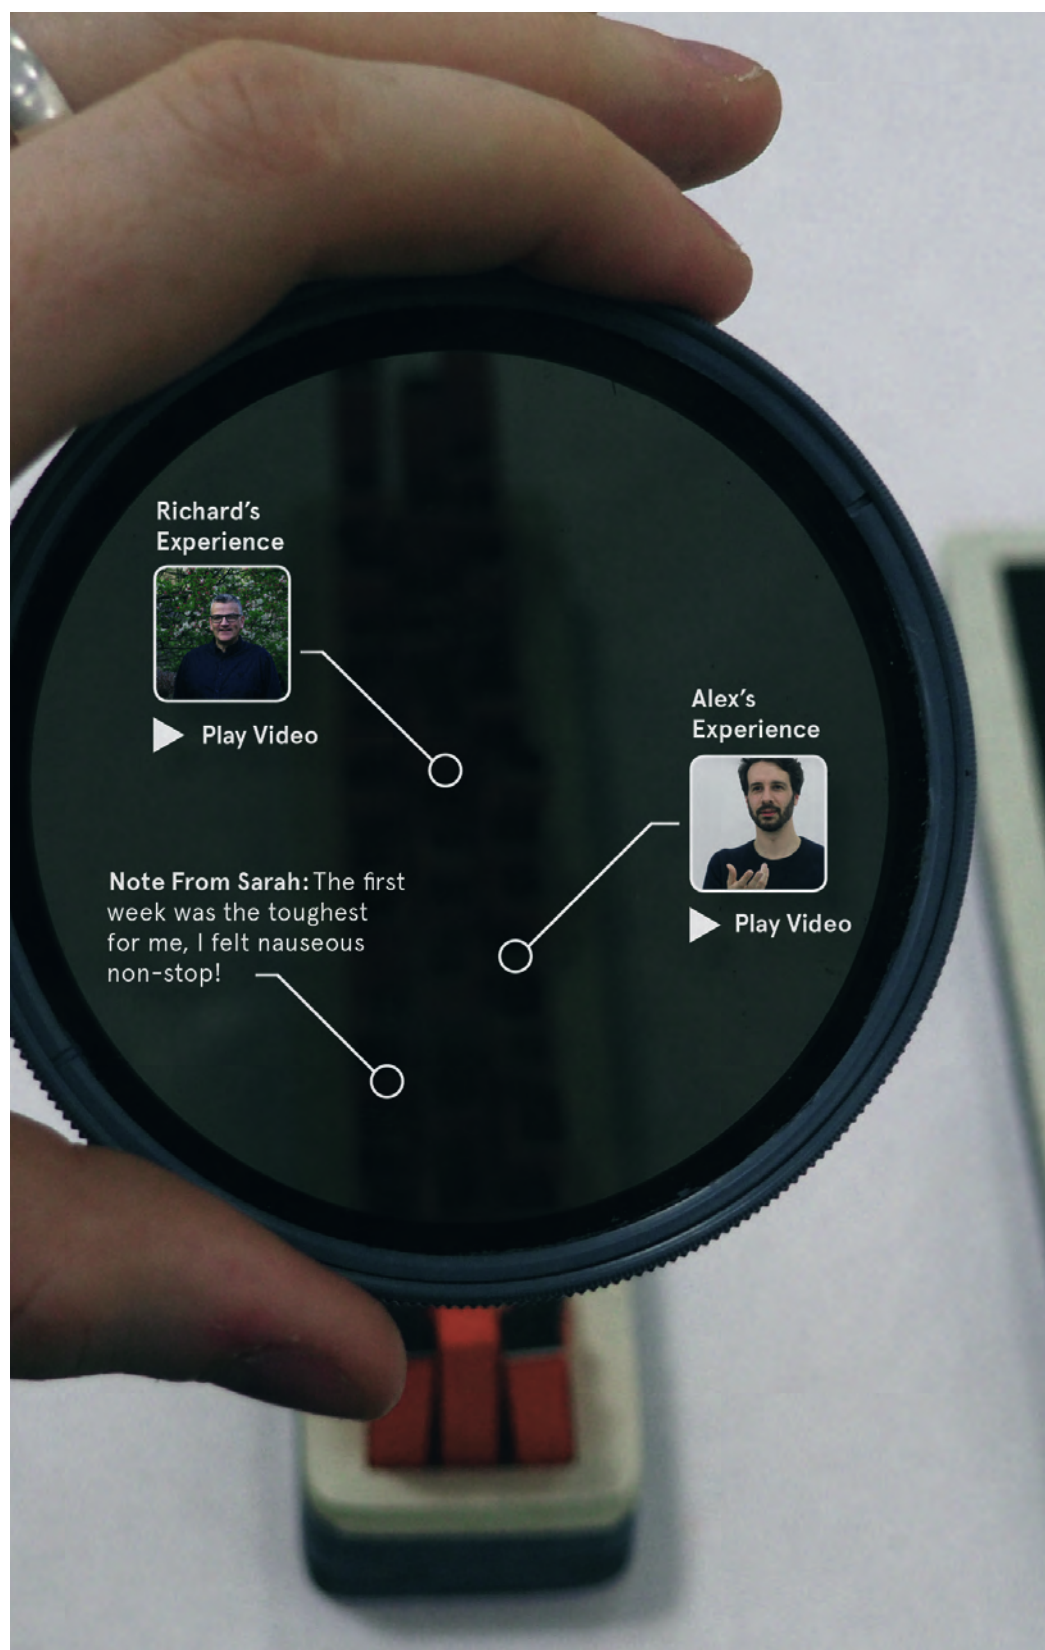 Richard's
Experience
Play Video
Alex's
Experience
Play Video
Note From Sarah: The first
week was the toughest
for me, I felt nauseous
non-stop!